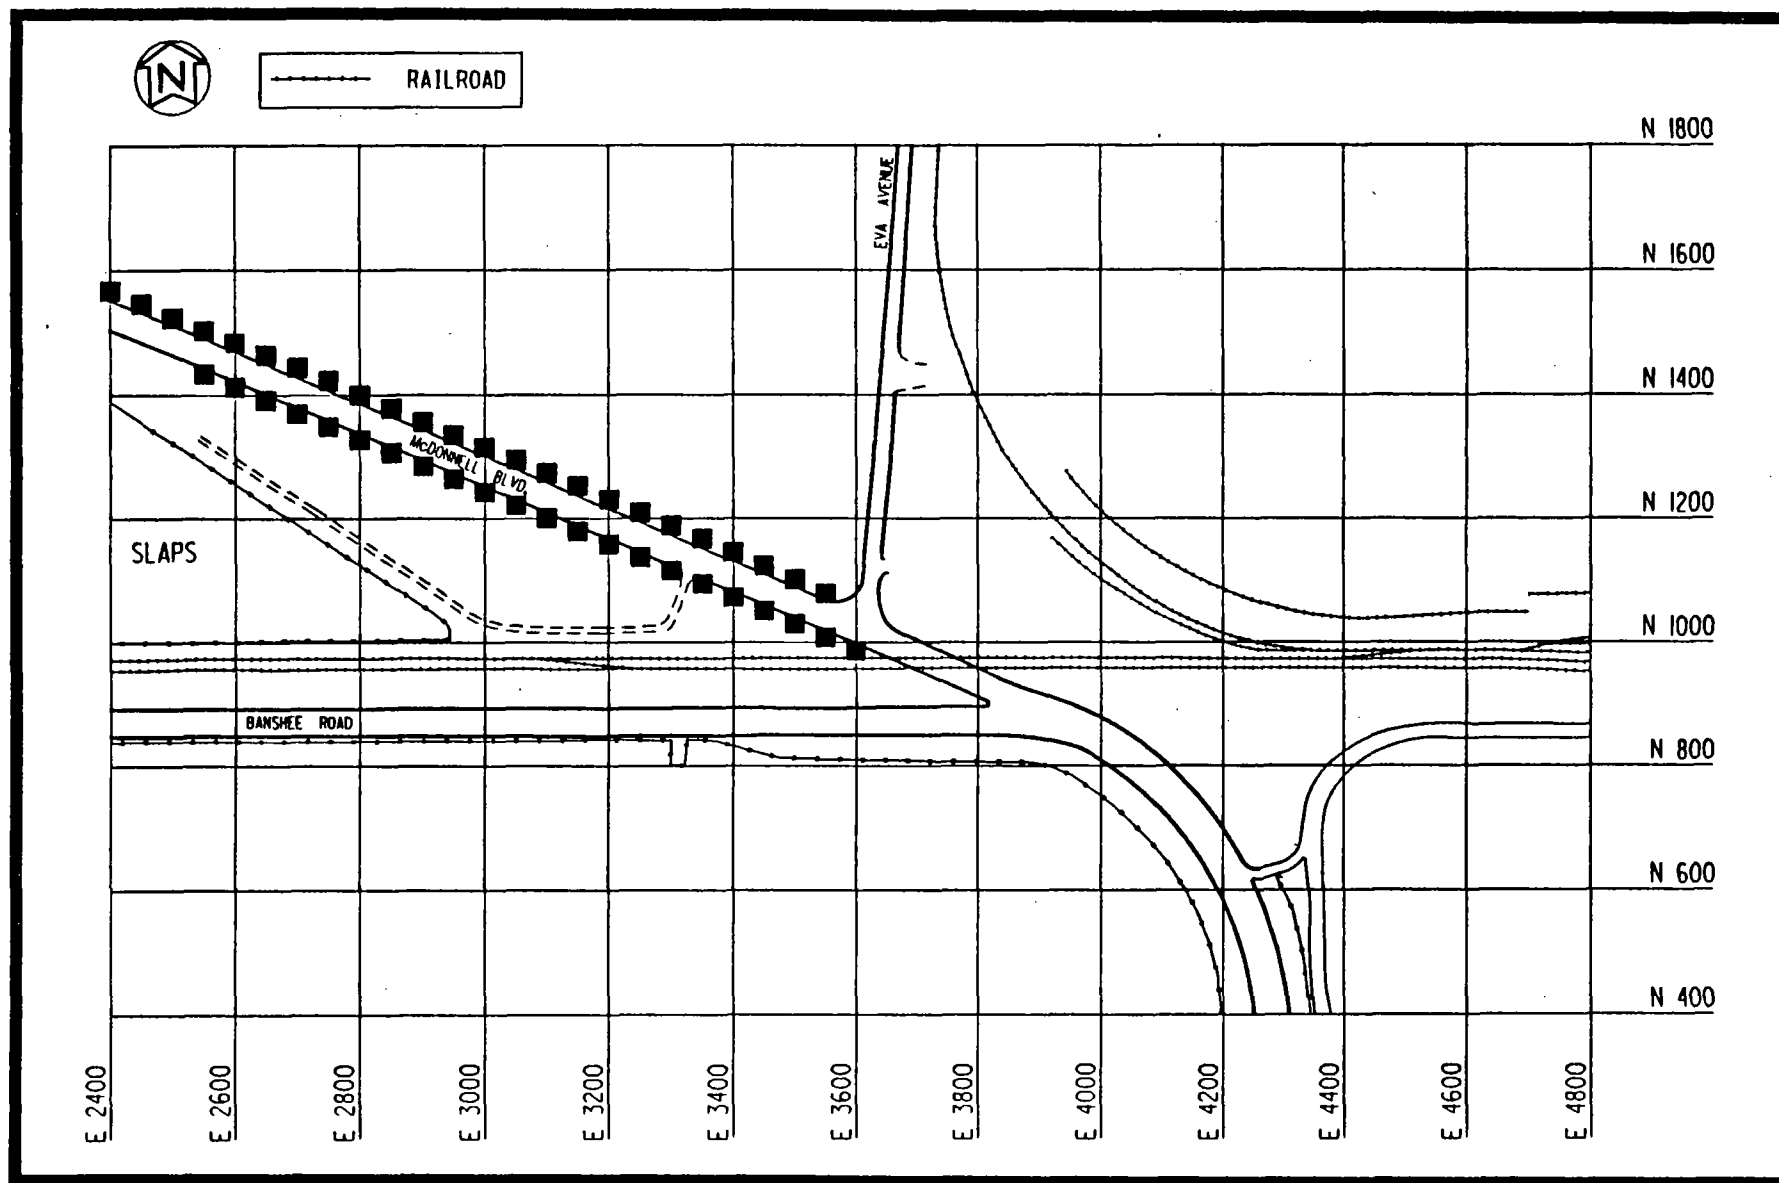 N
RAILROAD
N 1800
EVA AVENUE
N 1600
N 1400
McDONNELL BLVD.
N 1200
SLAPS
N 1000
BANSHEE ROAD
N 800
N 600
N 400
E 2400
E 2600
E 2800
E 3000
E 3200
E 3400
E 3600
E 3800
E 4000
E 4200
E 4400
E 4600
E 4800